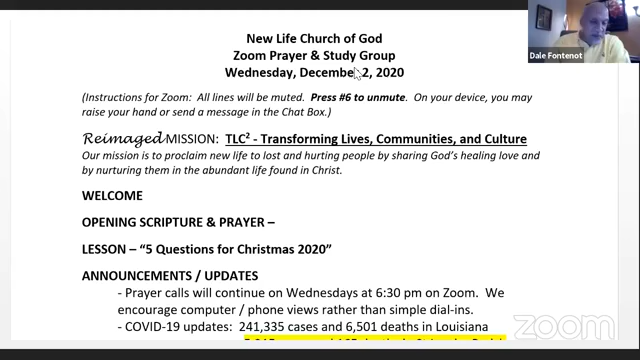 New Life Church of God
Zoom Prayer & Study Group
Wednesday, December 2, 2020
Dale Fontenot
(Instructions for Zoom: All lines will be muted. Press #6 to unmute. On your device, you may
raise your hand or send a message in the Chat Box.)
Reimaged MISSION: TLC² - Transforming Lives, Communities, and Culture
Our mission is to proclaim new life to lost and hurting people by sharing God's healing love and
by nurturing them in the abundant life found in Christ.
WELCOME
OPENING SCRIPTURE & PRAYER –
LESSON – "5 Questions for Christmas 2020"
ANNOUNCEMENTS / UPDATES
- Prayer calls will continue on Wednesdays at 6:30 pm on Zoom. We
encourage computer / phone views rather than simple dial-ins.
- COVID-19 updates: 241,335 cases and 6,501 deaths in Louisiana
zoom